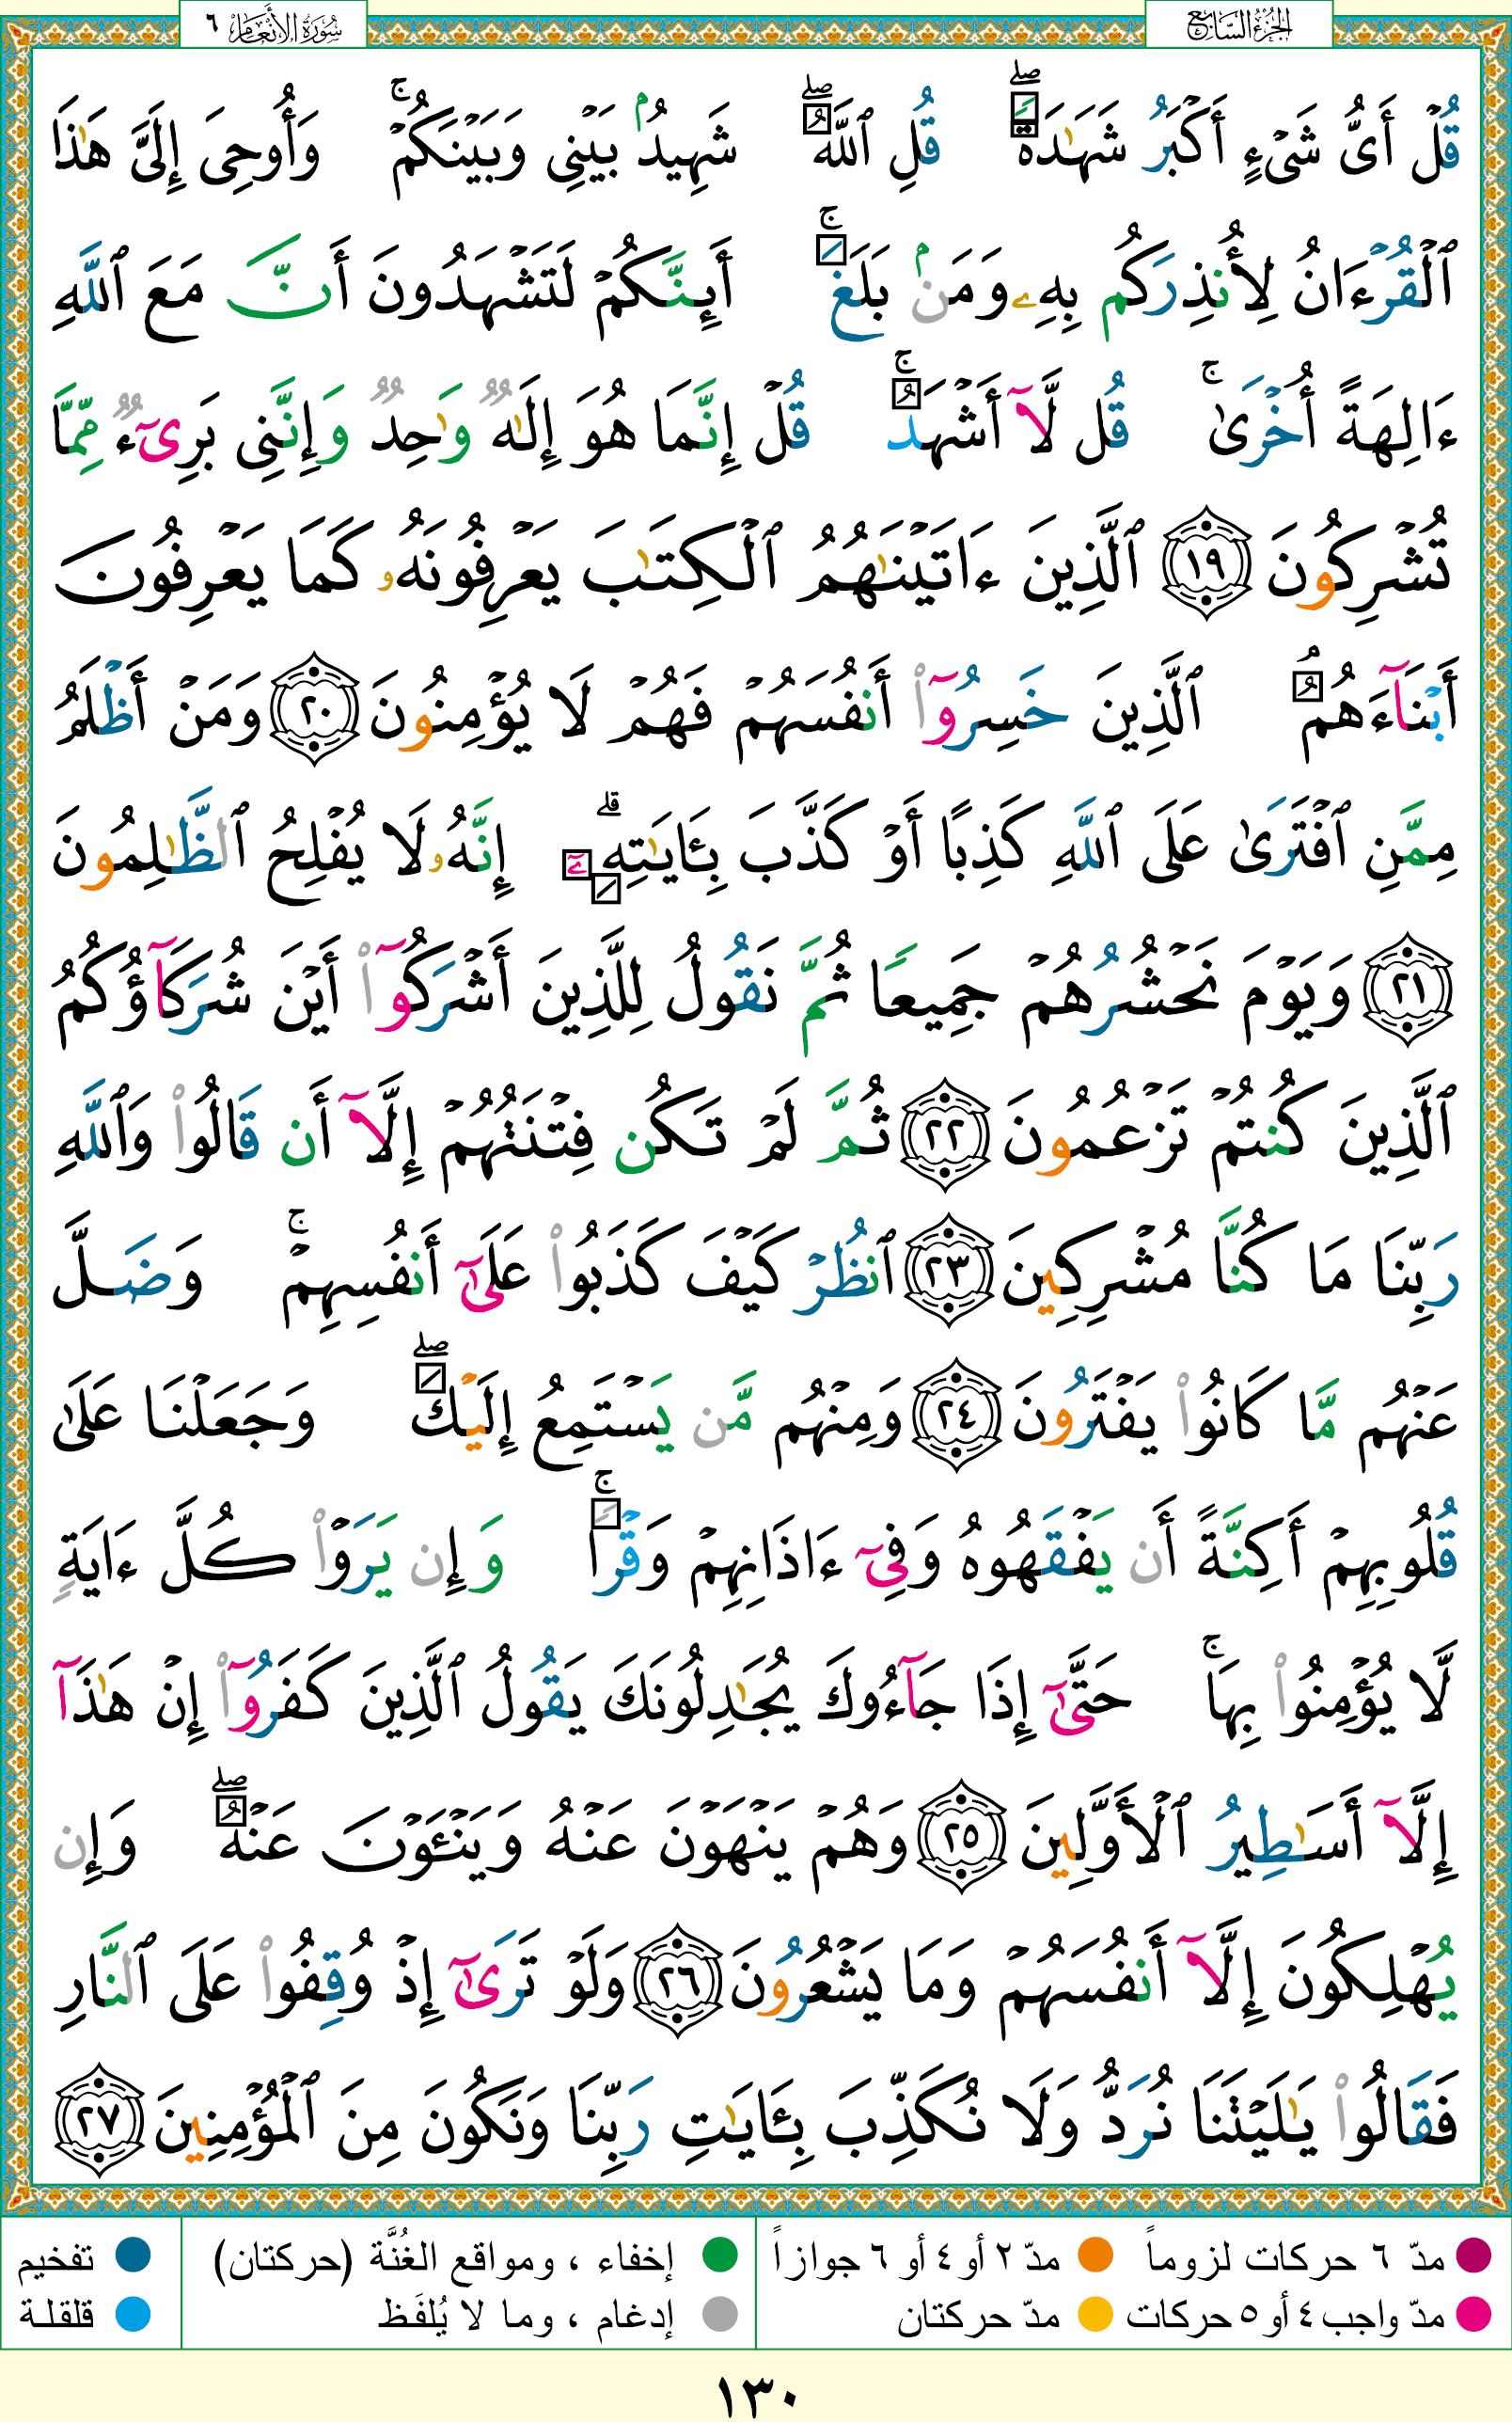 الجزء السابع
سورة الأنعام ٦
قُلۡ أَىُّ شَىۡءٍ أَكۡبَرُ شَهَٰدَةًۖ قُلِ ٱللَّهُۖ شَهِيدُۢ بَيۡنِى وَبَيۡنَكُمۡۚ وَأُوحِىَ إِلَىَّ هَٰذَا
ٱلۡقُرۡءَانُ لِأُنذِرَكُم بِهِۦ وَمَنۢ بَلَغَۚ أَئِنَّكُمۡ لَتَشۡهَدُونَ أَنَّ مَعَ ٱللَّهِ
ءَالِهَةً أُخۡرَىٰۚ قُل لَّآ أَشۡهَدُۚ قُلۡ إِنَّمَا هُوَ إِلَٰهٌ وَٰحِدٌ وَإِنَّنِى بَرِىٓءٌ مِّمَّا
تُشۡرِكُونَ ١٩ ٱلَّذِينَ ءَاتَيۡنَٰهُمُ ٱلۡكِتَٰبَ يَعۡرِفُونَهُۥ كَمَا يَعۡرِفُونَ
أَبۡنَآءَهُمُۘ ٱلَّذِينَ خَسِرُوٓا۟ أَنفُسَهُمۡ فَهُمۡ لَا يُؤۡمِنُونَ ٢٠ وَمَنۡ أَظۡلَمُ
مِمَّنِ ٱفۡتَرَىٰ عَلَى ٱللَّهِ كَذِبًا أَوۡ كَذَّبَ بِـَٔايَٰتِهِۦٓۗ إِنَّهُۥ لَا يُفۡلِحُ ٱلظَّٰلِمُونَ
٢١ وَيَوۡمَ نَحۡشُرُهُمۡ جَمِيعًا ثُمَّ نَقُولُ لِلَّذِينَ أَشۡرَكُوٓا۟ أَيۡنَ شُرَكَآؤُكُمُ
ٱلَّذِينَ كُنتُمۡ تَزۡعُمُونَ ٢٢ ثُمَّ لَمۡ تَكُن فِتۡنَتُهُمۡ إِلَّآ أَن قَالُوا۟ وَٱللَّهِ
رَبِّنَا مَا كُنَّا مُشۡرِكِينَ ٢٣ ٱنظُرۡ كَيۡفَ كَذَبُوا۟ عَلَىٰٓ أَنفُسِهِمۡۚ وَضَلَّ
عَنۡهُم مَّا كَانُوا۟ يَفۡتَرُونَ ٢٤ وَمِنۡهُم مَّن يَسۡتَمِعُ إِلَيۡكَۖ وَجَعَلۡنَا عَلَىٰ
قُلُوبِهِمۡ أَكِنَّةً أَن يَفۡقَهُوهُ وَفِىٓ ءَاذَانِهِمۡ وَقۡرًاۚ وَإِن يَرَوۡا۟ كُلَّ ءَايَةٍ
لَّا يُؤۡمِنُوا۟ بِهَاۚ حَتَّىٰٓ إِذَا جَآءُوكَ يُجَٰدِلُونَكَ يَقُولُ ٱلَّذِينَ كَفَرُوٓا۟ إِنۡ هَٰذَآ
إِلَّآ أَسَٰطِيرُ ٱلۡأَوَّلِينَ ٢٥ وَهُمۡ يَنۡهَوۡنَ عَنۡهُ وَيَنۡـَٔوۡنَ عَنۡهُۖ وَإِن
يُهۡلِكُونَ إِلَّآ أَنفُسَهُمۡ وَمَا يَشۡعُرُونَ ٢٦ وَلَوۡ تَرَىٰٓ إِذۡ وُقِفُوا۟ عَلَى ٱلنَّارِ
فَقَالُوا۟ يَٰلَيۡتَنَا نُرَدُّ وَلَا نُكَذِّبَ بِـَٔايَٰتِ رَبِّنَا وَنَكُونَ مِنَ ٱلۡمُؤۡمِنِينَ ٢٧
مدّ ٦ حركات لزوماً مدّ ٢ أو ٤ أو ٦ جوازاً إخفاء ، ومواقع الغُنَّة (حركتان) تفخيم
مدّ واجب ٤ أو ٥ حركات مدّ حركتان إدغام ، وما لا يُلفَظ قلقلة
١٣٠